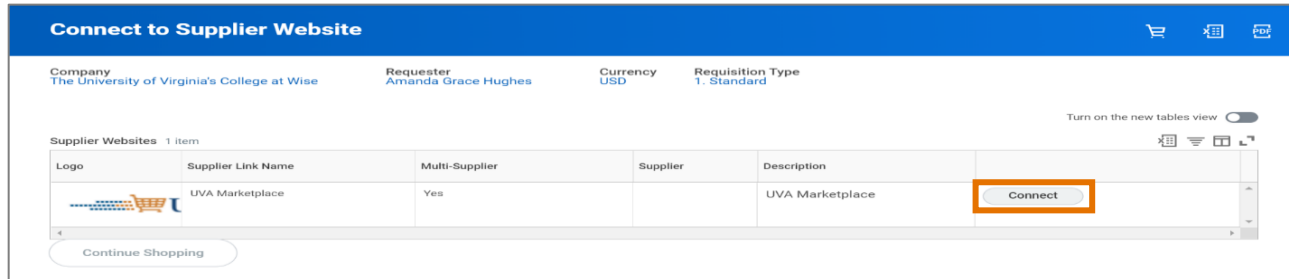 Connect to Supplier Website
PDF
Company Requester Currency Requisition Type
The University of Virginia's College at Wise Amanda Grace Hughes USD 1. Standard
Turn on the new tables view
Supplier Websites 1 item
Logo Supplier Link Name Multi-Supplier Supplier Description
U UVA Marketplace Yes UVA Marketplace Connect
Continue Shopping